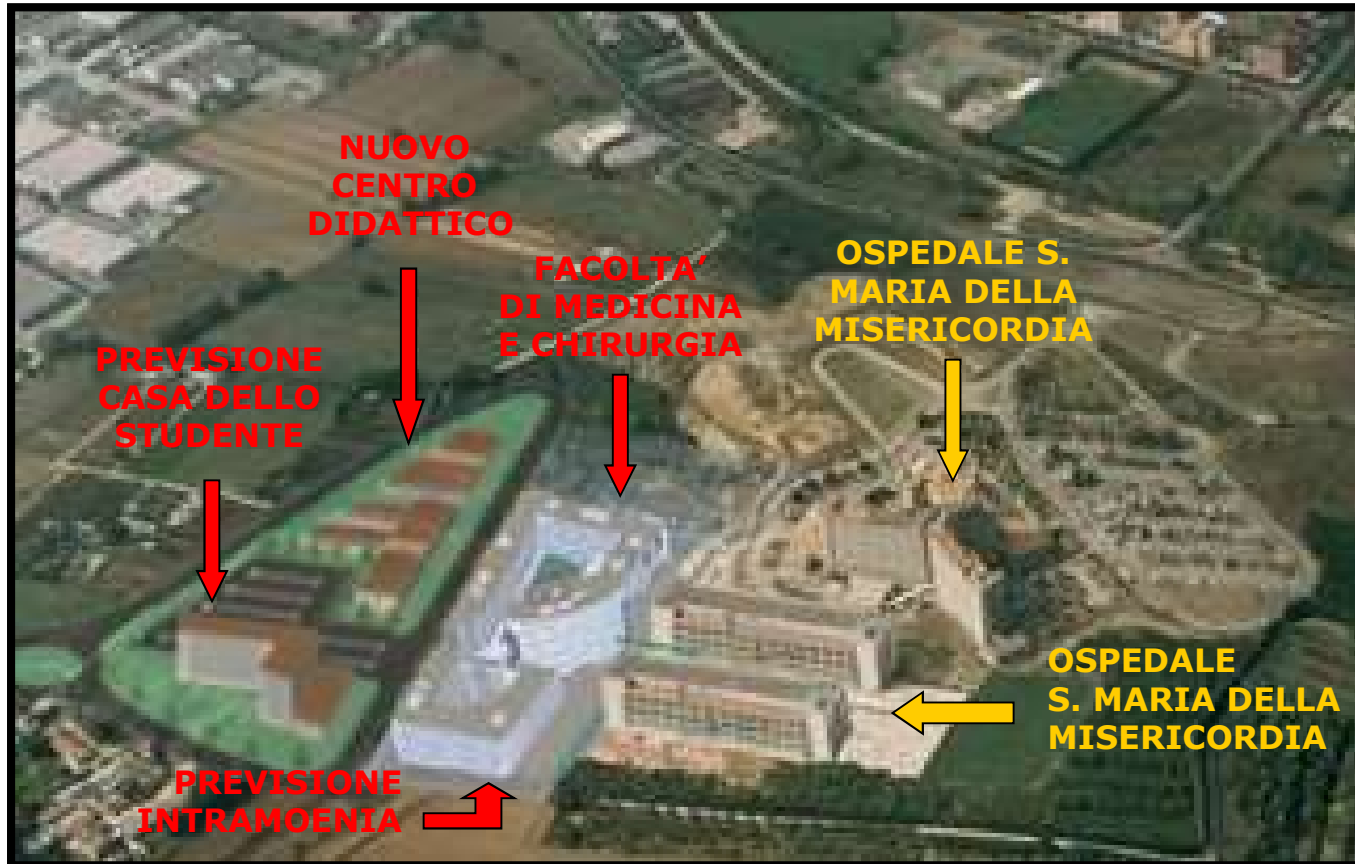 NUOVO
CENTRO
DIDATTICO
FACOLTA’
DI MEDICINA
E CHIRURGIA
OSPEDALE S.
MARIA DELLA
MISERICORDIA
PREVISIONE
CASA DELLO
STUDENTE
OSPEDALE
S. MARIA DELLA
MISERICORDIA
PREVISIONE
INTRAMOENIA